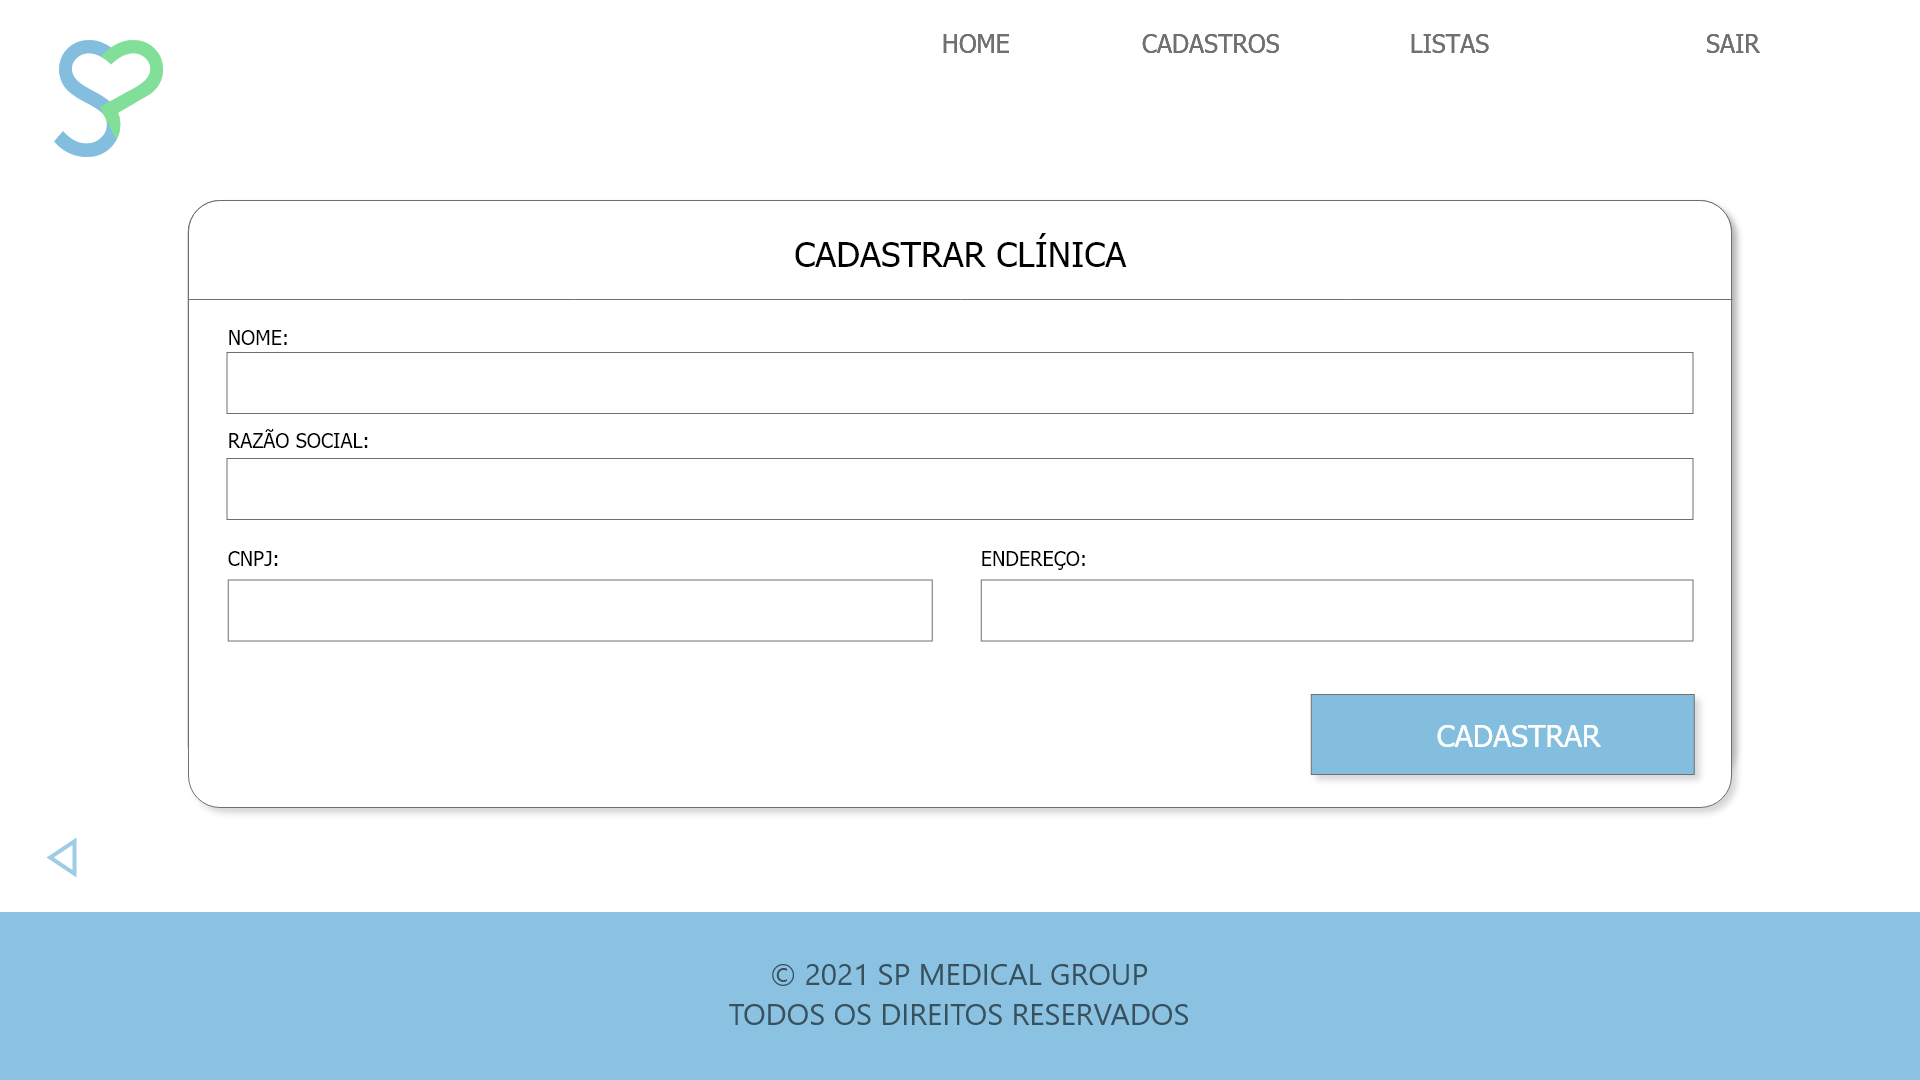 SP
HOME CADASTROS LISTAS SAIR
CADASTRAR CLÍNICA
NOME:
RAZÃO SOCIAL:
CNPJ: ENDEREÇO:
CADASTRAR
© 2021 SP MEDICAL GROUP
TODOS OS DIREITOS RESERVADOS